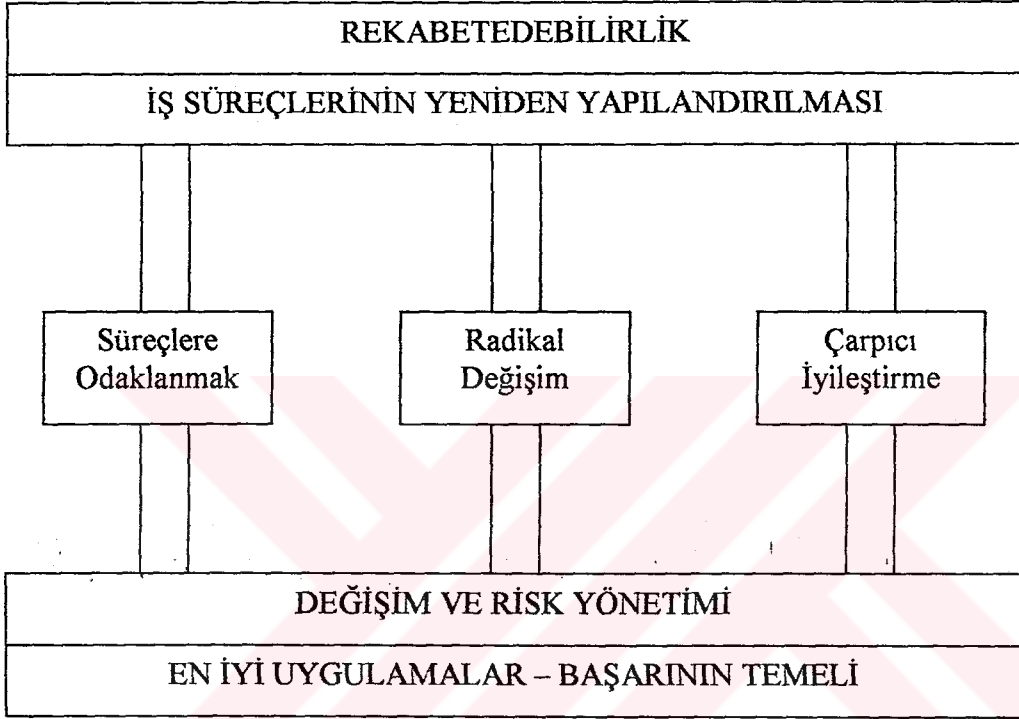 REKABETEDEBİLİRLİK
İŞ SÜREÇLERİNİN YENİDEN YAPILANDIRILMASI
Süreçlere
Odaklanmak
Radikal
Değişim
Çarpıcı
İyileştirme
DEĞİŞİM VE RİSK YÖNETİMİ
EN İYİ UYGULAMALAR – BAŞARININ TEMELİ